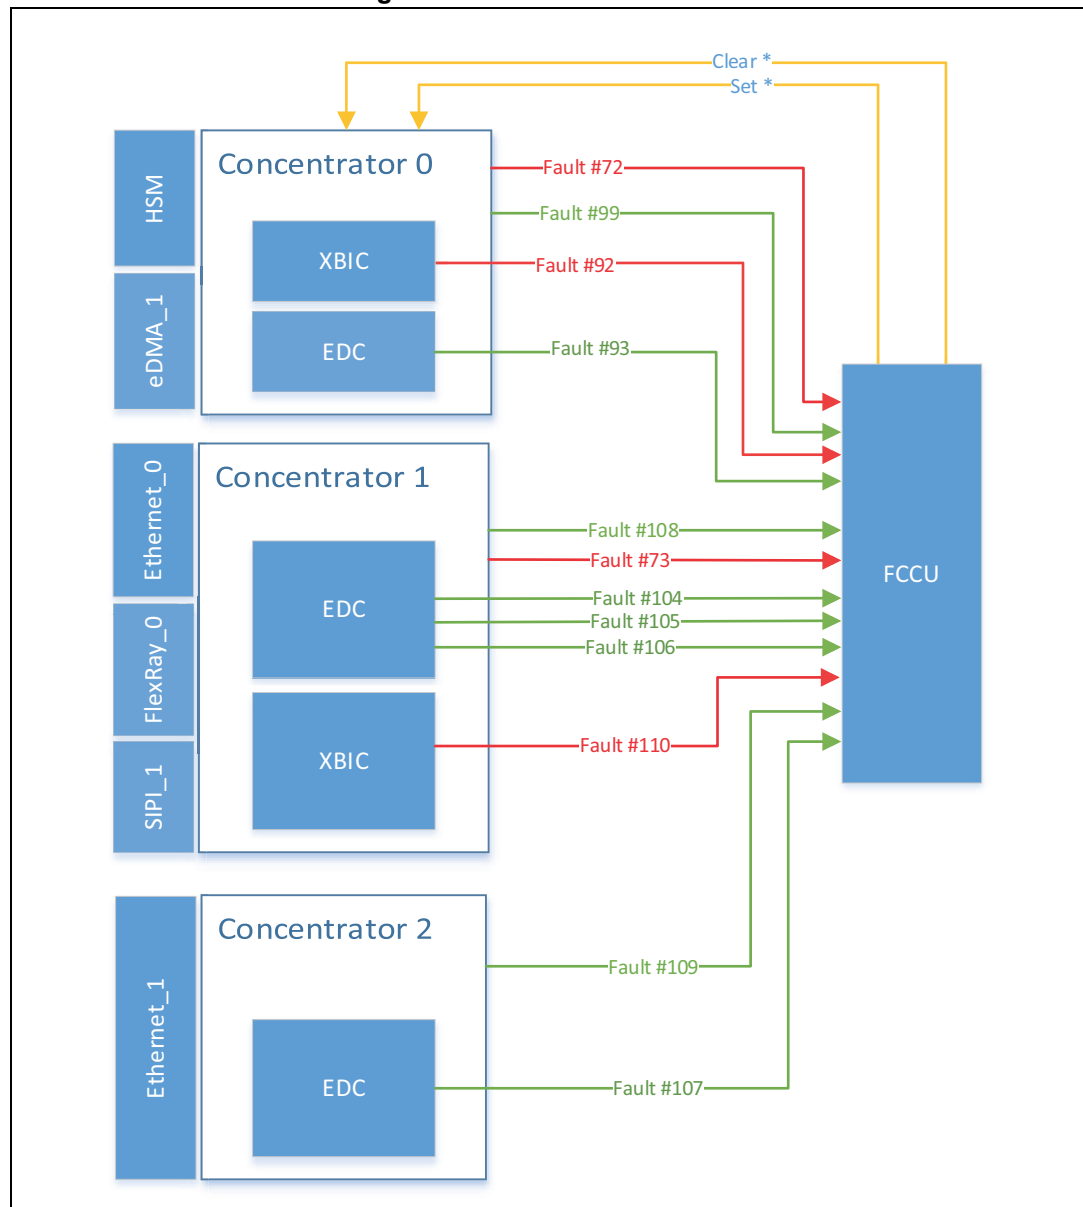 Clear *
Set *
HSM
eDMA_1
Concentrator 0
XBIC
EDC
Fault #72
Fault #99
Fault #92
Fault #93
Ethernet_0
FlexRay_0
SIPI_1
Concentrator 1
EDC
XBIC
Fault #108
Fault #73
Fault #104
Fault #105
Fault #106
Fault #110
FCCU
Ethernet_1
Concentrator 2
EDC
Fault #109
Fault #107